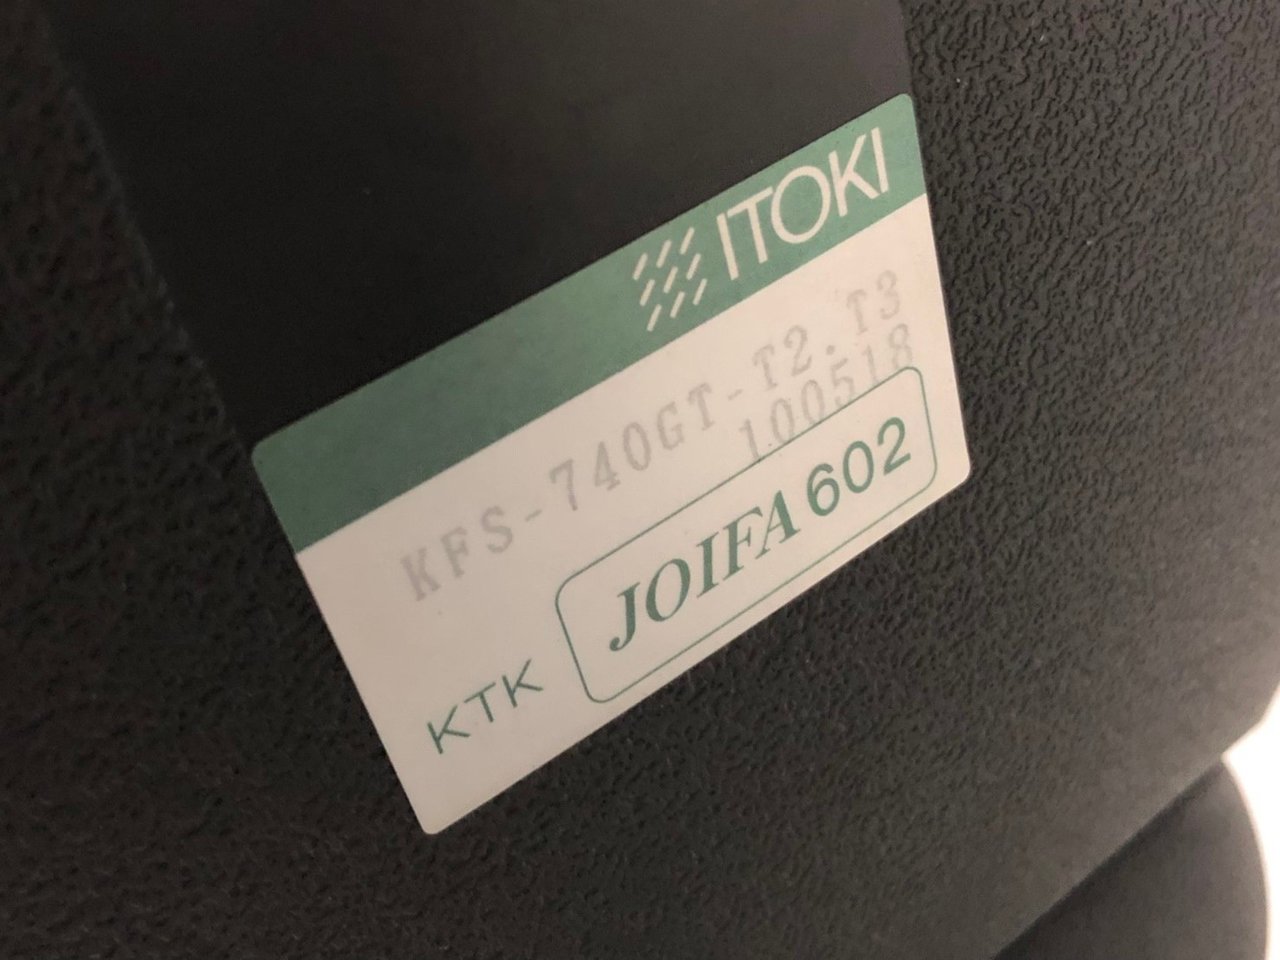 ITOKI
KFS-740GT-T2.T3
100518
JOIFA 602
KTK